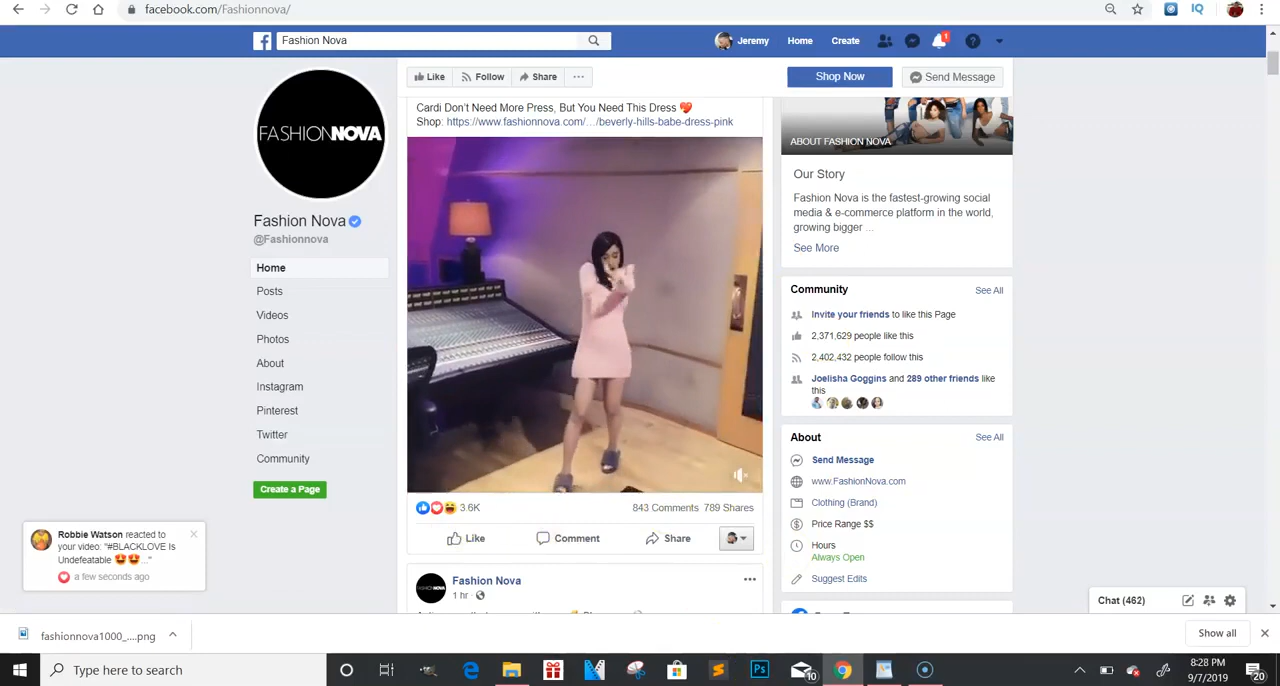 facebook.com/Fashionnova/
IQ
Fashion Nova
Jeremy
Home
Create
1
FASHIONNOVA
Fashion Nova
@Fashionnova
Home
Posts
Videos
Photos
About
Instagram
Pinterest
Twitter
Community
Create a Page
Like
Follow
Share
Shop Now
Send Message
Cardi Don't Need More Press, But You Need This Dress
Shop: https://www.fashionnova.com/…/beverly-hills-babe-dress-pink
3.6K
843 Comments 789 Shares
Like
Comment
Share
Fashion Nova
1 hr ·
ABOUT FASHION NOVA
Our Story
Fashion Nova is the fastest-growing social
media & e-commerce platform in the world,
growing bigger ...
See More
Community
See All
Invite your friends to like this Page
2,371,629 people like this
2,402,432 people follow this
Joelisha Goggins and 289 other friends like
this
About
See All
Send Message
www.FashionNova.com
Clothing (Brand)
Price Range $$
Hours
Always Open
Suggest Edits
Robbie Watson reacted to
your video: "#BLACKLOVE Is
Undefeatable 😍😍..."
a few seconds ago
Chat (462)
fashionnova1000_....png
Show all
Type here to search
Ps
10
8:28 PM
9/7/2019
20